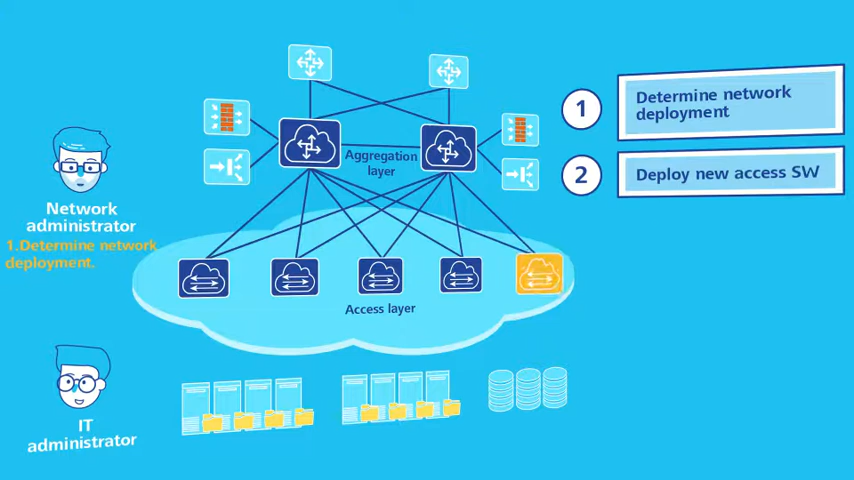 1
Determine network
deployment
2
Deploy new access SW
Aggregation
layer
Network
administrator
1.Determine network
deployment.
Access layer
IT
administrator